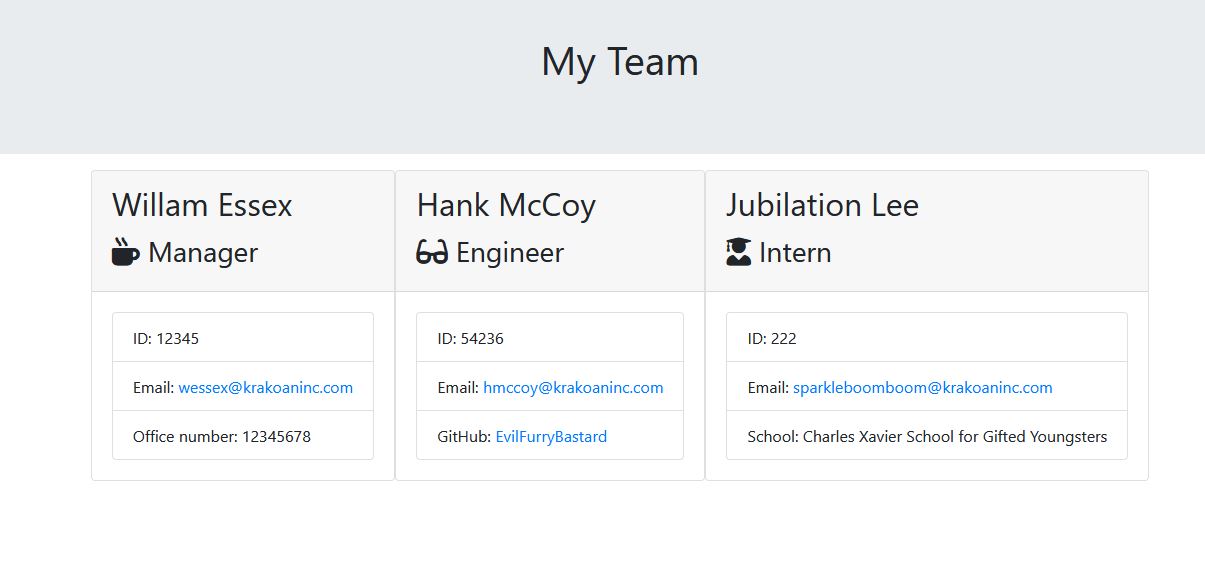 My Team
Willam Essex
Manager
ID: 12345
Email: wessex@krakoaninc.com
Office number: 12345678
Hank McCoy
Engineer
ID: 54236
Email: hmccoy@krakoaninc.com
GitHub: EvilFurryBastard
Jubilation Lee
Intern
ID: 222
Email: sparkleboomboom@krakoaninc.com
School: Charles Xavier School for Gifted Youngsters